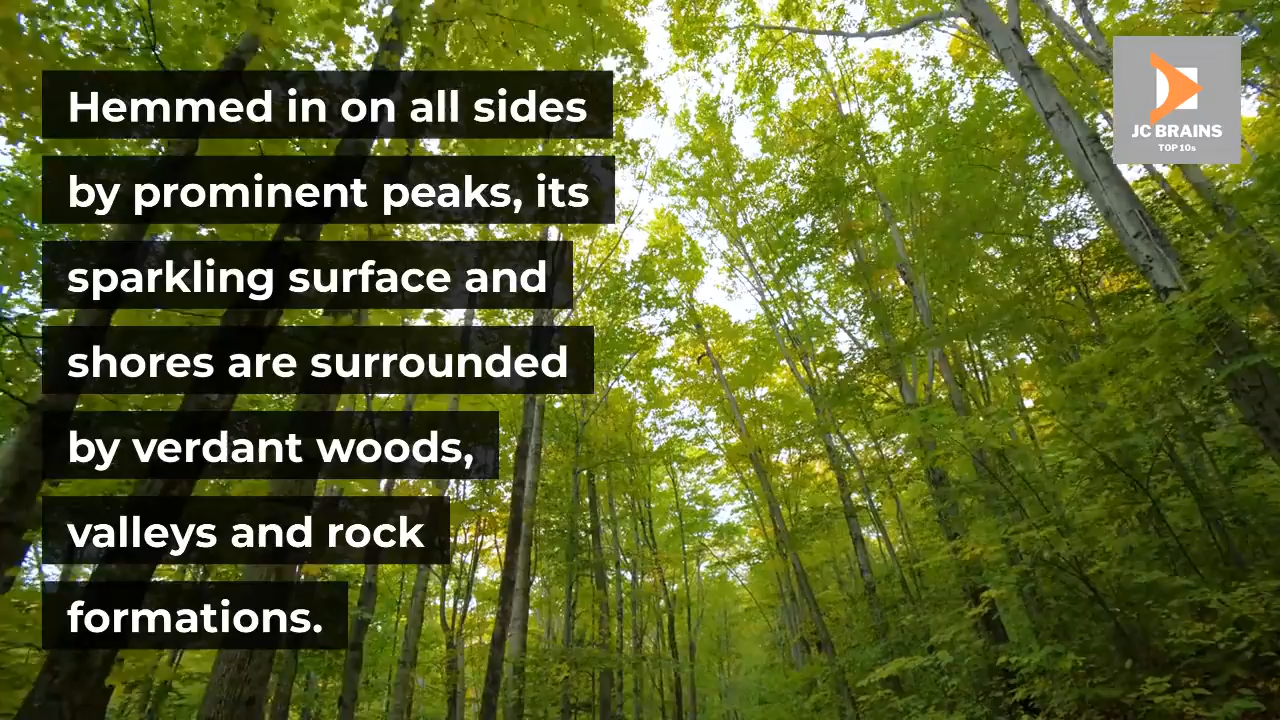 Hemmed in on all sides
by prominent peaks, its
sparkling surface and
shores are surrounded
by verdant woods,
valleys and rock
formations.
JC BRAINS
TOP 10s